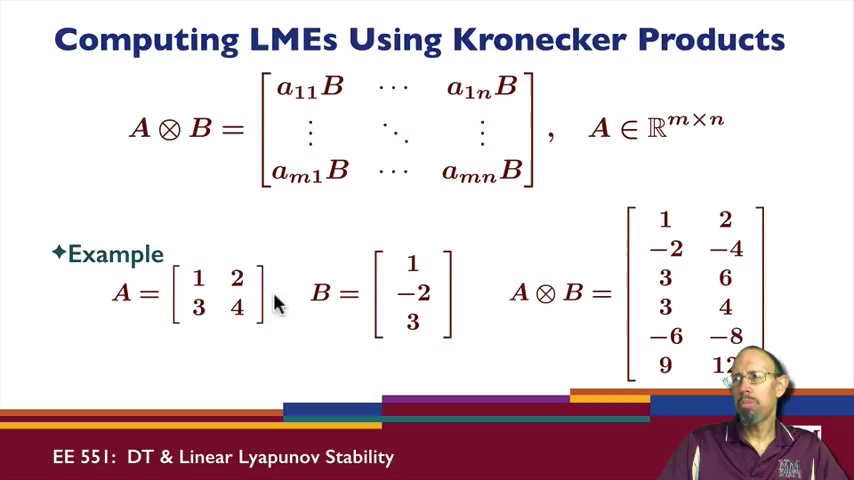 Computing LMEs Using Kronecker Products
A ⊗ B = [ a₁₁B ⋯ a₁ₙB ; ⋮ ⋱ ⋮ ; aₘ₁B ⋯ aₘₙB ] , A ∈ ℝ^{m×n}
✦Example
A = [ 1 2 ; 3 4 ] B = [ 1 ; −2 ; 3 ] A ⊗ B = [ 1 2 ; −2 −4 ; 3 6 ; 3 4 ; −6 −8 ; 9 12 ]
EE 551: DT & Linear Lyapunov Stability